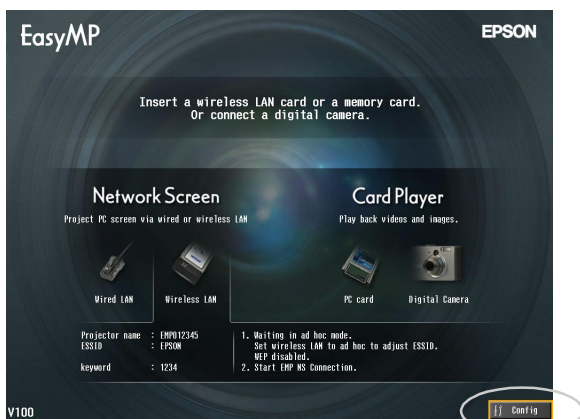 EasyMP
EPSON
Insert a wireless LAN card or a memory card.
Or connect a digital camera.
Network Screen
Project PC screen via wired or wireless LAN
Wired LAN
Wireless LAN
Card Player
Play back videos and images.
PC card
Digital Camera
Projector name : EMP012345
ESSID : EPSON
keyword : 1234
1. Waiting in ad hoc mode.
Set wireless LAN to ad hoc to adjust ESSID.
WEP disabled.
2. Start EMP NS Connection.
V100
Config